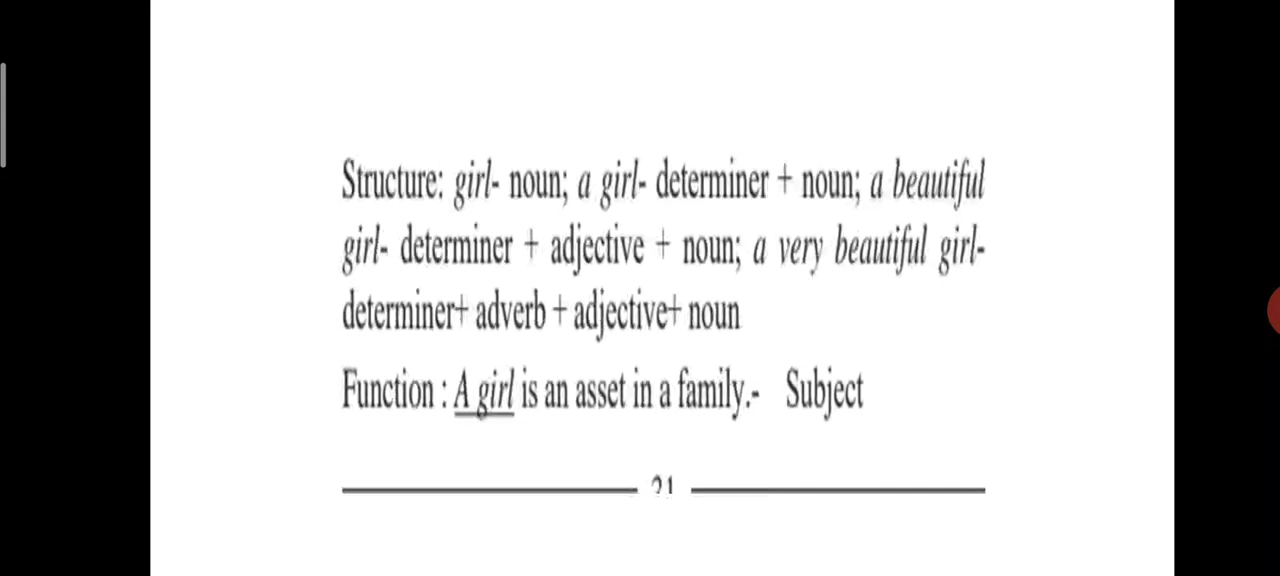 Structure: girl- noun; a girl- determiner + noun; a beautiful
girl- determiner + adjective + noun; a very beautiful girl-
determiner+ adverb + adjective+ noun
Function : A girl is an asset in a family.- Subject